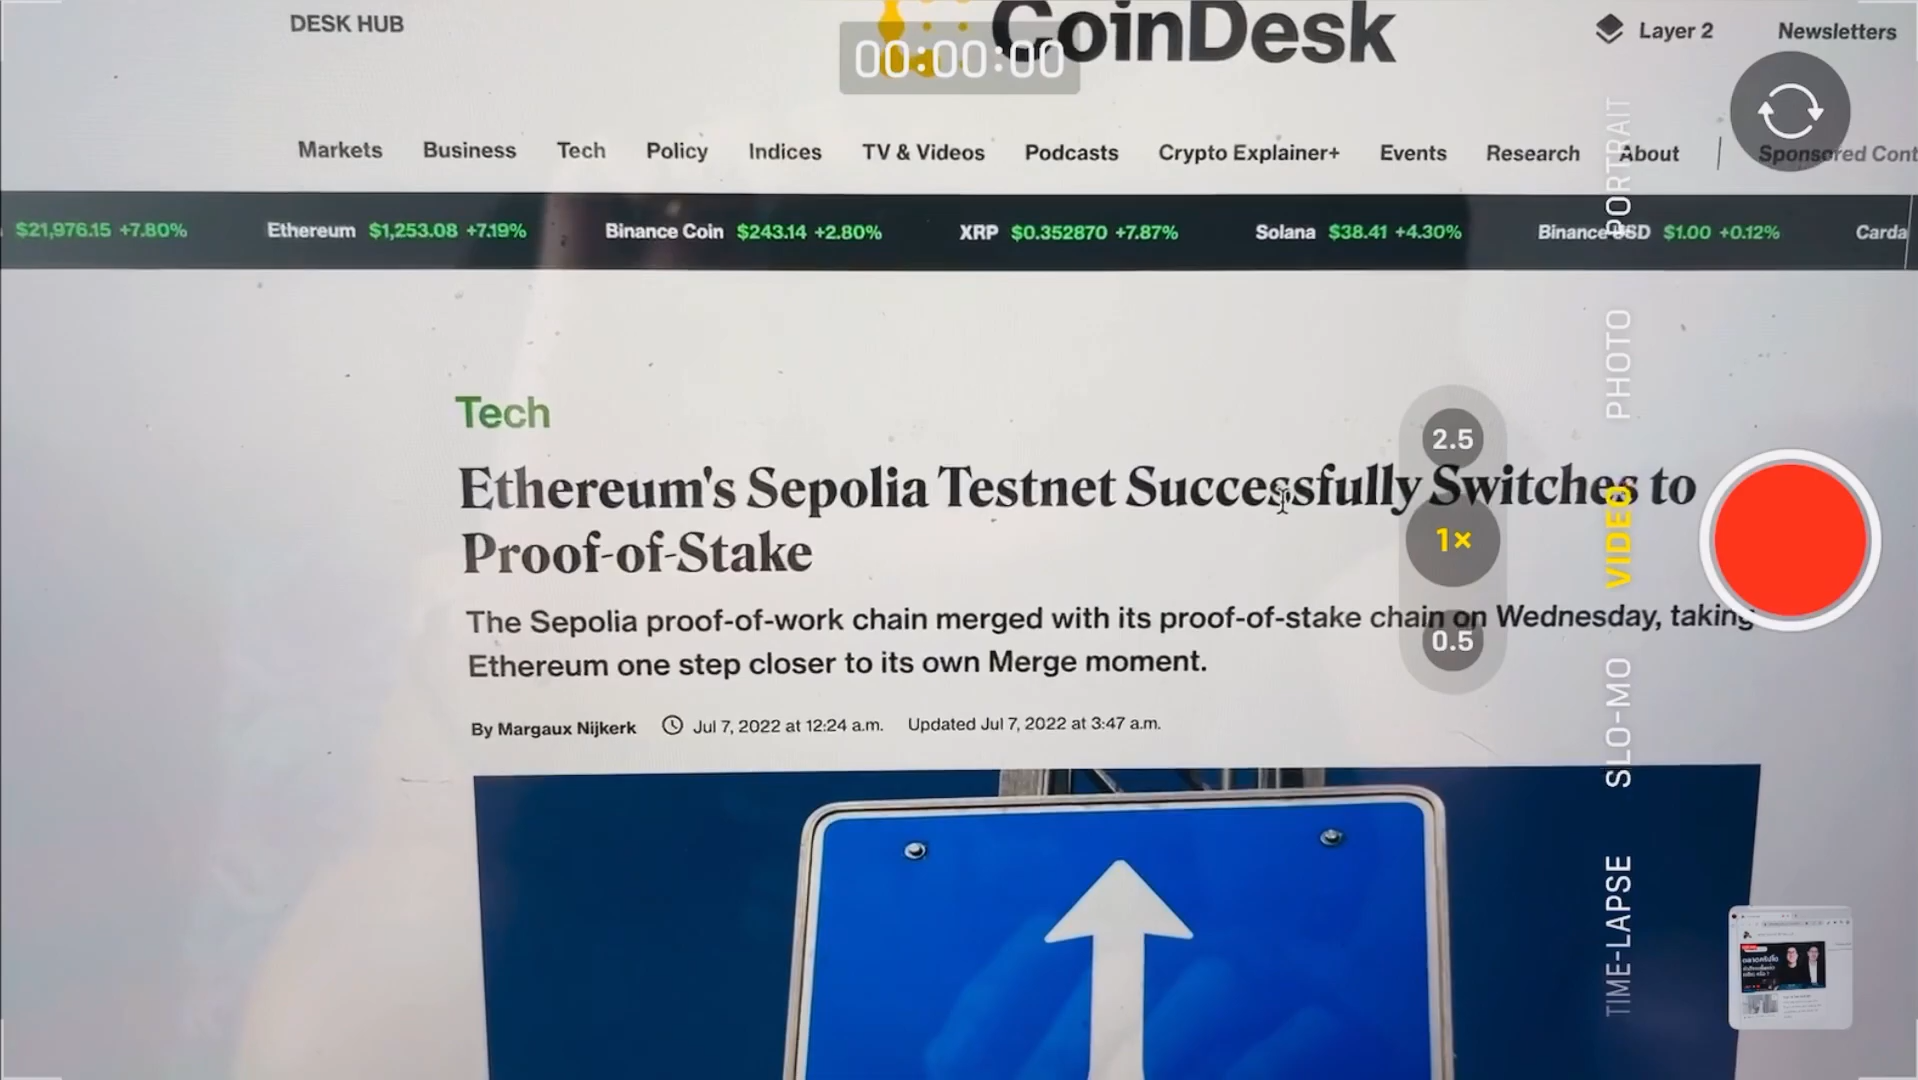 DESK HUB
CoinDesk
Layer 2
Newsletters
00:00:00
Markets
Business
Tech
Policy
Indices
TV & Videos
Podcasts
Crypto Explainer+
Events
Research
About
Sponsored Cont
$21,976.15 +7.80%
Ethereum $1,253.08 +7.19%
Binance Coin $243.14 +2.80%
XRP $0.352870 +7.87%
Solana $38.41 +4.30%
Binance USD $1.00 +0.12%
Carda
Tech
Ethereum's Sepolia Testnet Successfully Switches to
Proof-of-Stake
The Sepolia proof-of-work chain merged with its proof-of-stake chain on Wednesday, taking
Ethereum one step closer to its own Merge moment.
By Margaux Nijkerk
Jul 7, 2022 at 12:24 a.m.
Updated Jul 7, 2022 at 3:47 a.m.
2.5
1×
0.5
PORTRAIT
PHOTO
VIDEO
SLO-MO
TIME-LAPSE